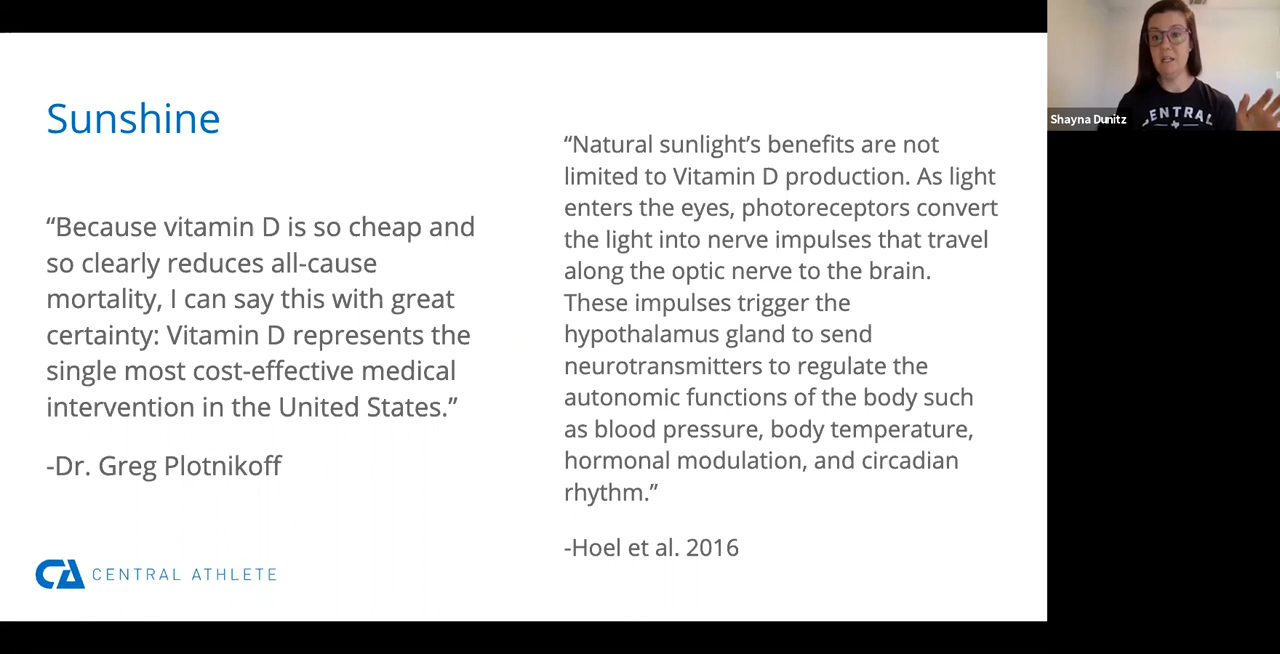 Sunshine
“Because vitamin D is so cheap and
so clearly reduces all-cause
mortality, I can say this with great
certainty: Vitamin D represents the
single most cost-effective medical
intervention in the United States.”
-Dr. Greg Plotnikoff
“Natural sunlight’s benefits are not
limited to Vitamin D production. As light
enters the eyes, photoreceptors convert
the light into nerve impulses that travel
along the optic nerve to the brain.
These impulses trigger the
hypothalamus gland to send
neurotransmitters to regulate the
autonomic functions of the body such
as blood pressure, body temperature,
hormonal modulation, and circadian
rhythm.”
-Hoel et al. 2016
CA CENTRAL ATHLETE
CENTRAL
Shayna Dunitz